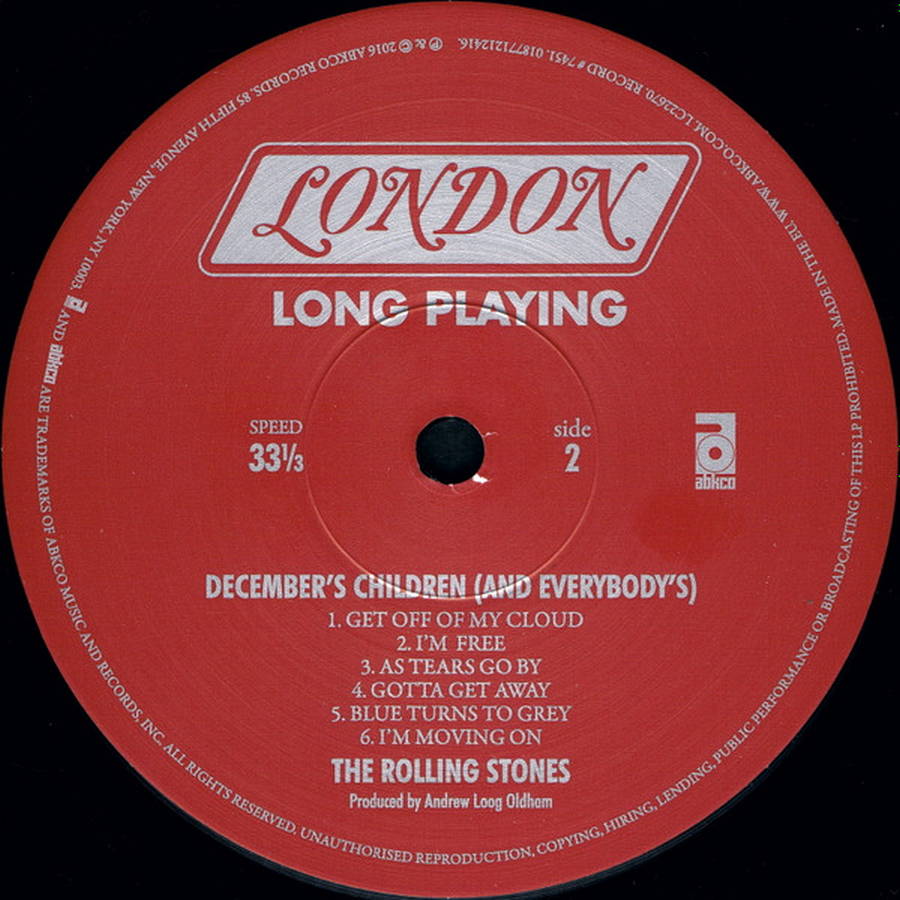 LONDON
LONG PLAYING
SPEED
33⅓
side
2
abkco
DECEMBER'S CHILDREN (AND EVERYBODY'S)
1. GET OFF OF MY CLOUD
2. I'M FREE
3. AS TEARS GO BY
4. GOTTA GET AWAY
5. BLUE TURNS TO GREY
6. I'M MOVING ON
THE ROLLING STONES
Produced by Andrew Loog Oldham
℗ & © 2016 ABKCO RECORDS, 85 FIFTH AVENUE, NEW YORK, NY 10003. a AND abkco ARE TRADEMARKS OF ABKCO MUSIC AND RECORDS, INC. ALL RIGHTS RESERVED. UNAUTHORISED REPRODUCTION, COPYING, HIRING, LENDING, PUBLIC PERFORMANCE OR BROADCASTING OF THIS LP PROHIBITED. MADE IN THE EU WWW.ABKCO.COM. LC22670. RECORD # 7451. 018771212416.